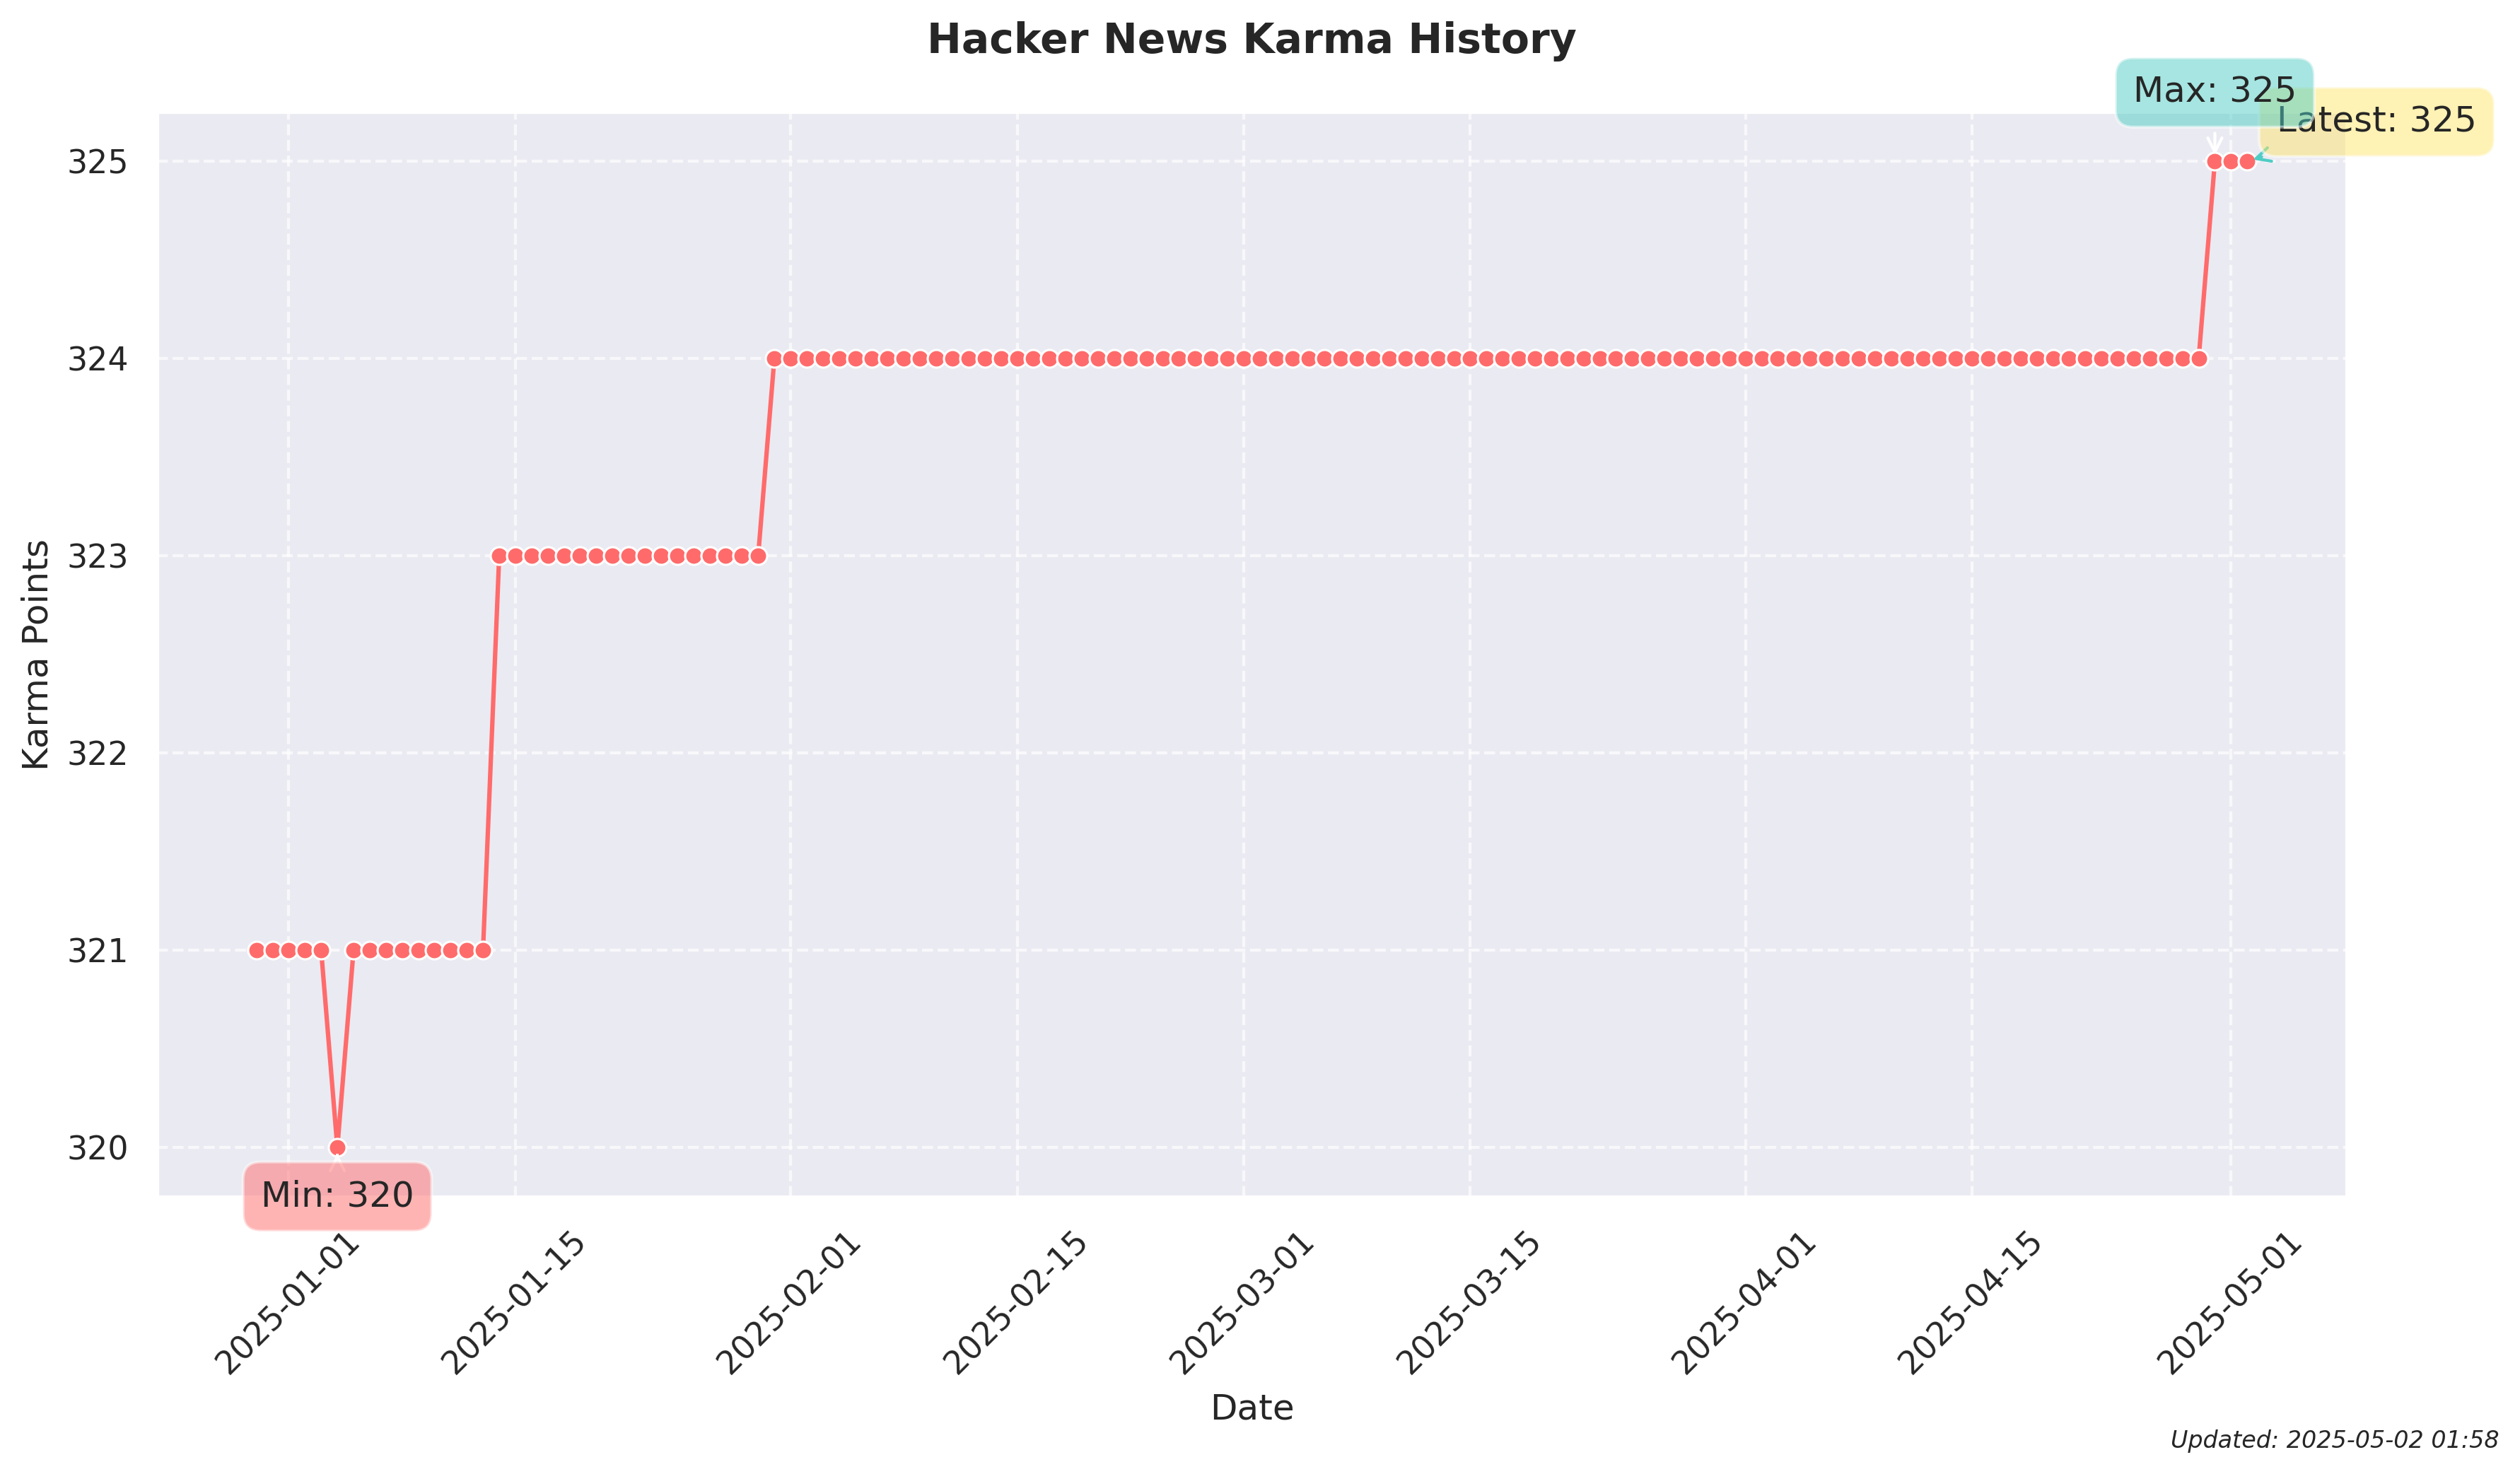 Hacker News Karma History
Max: 325
Latest: 325
325
324
323
322
321
320
Karma Points
Min: 320
2025-01-01
2025-01-15
2025-02-01
2025-02-15
2025-03-01
2025-03-15
2025-04-01
2025-04-15
2025-05-01
Date
Updated: 2025-05-02 01:58